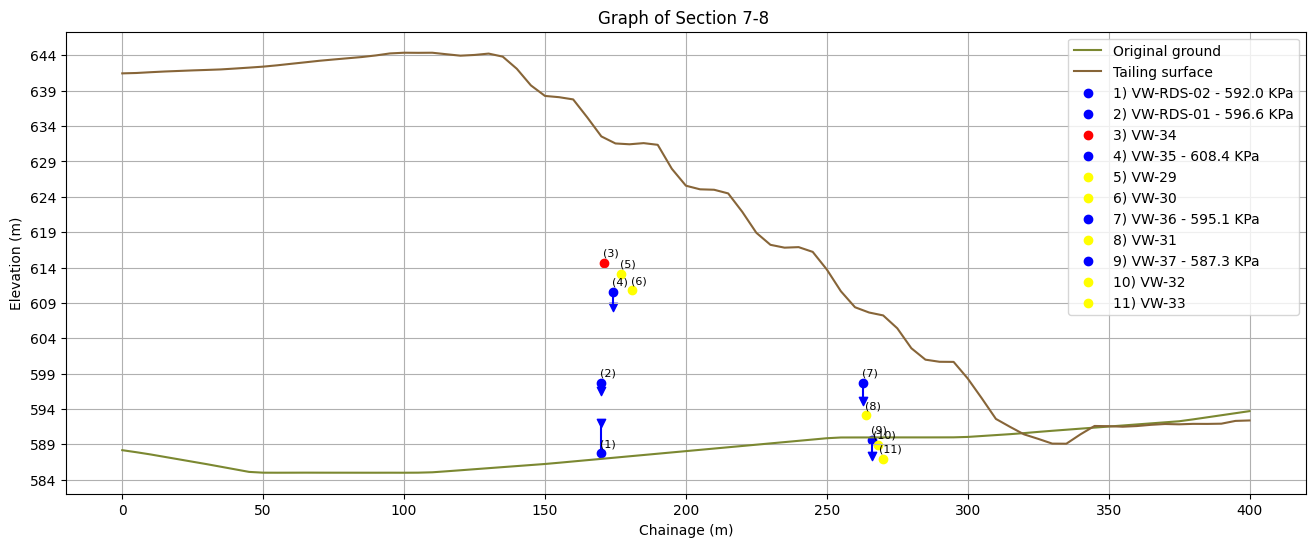 Graph of Section 7-8
Elevation (m)
644
639
634
629
624
619
614
609
604
599
594
589
584
Original ground
Tailing surface
1) VW-RDS-02 - 592.0 KPa
2) VW-RDS-01 - 596.6 KPa
3) VW-34
4) VW-35 - 608.4 KPa
5) VW-29
6) VW-30
7) VW-36 - 595.1 KPa
8) VW-31
9) VW-37 - 587.3 KPa
10) VW-32
11) VW-33
(3)
(5)
(4)
(6)
(2)
(7)
(8)
(9)
(10)
(1)
(11)
0
50
100
150
200
250
300
350
400
Chainage (m)